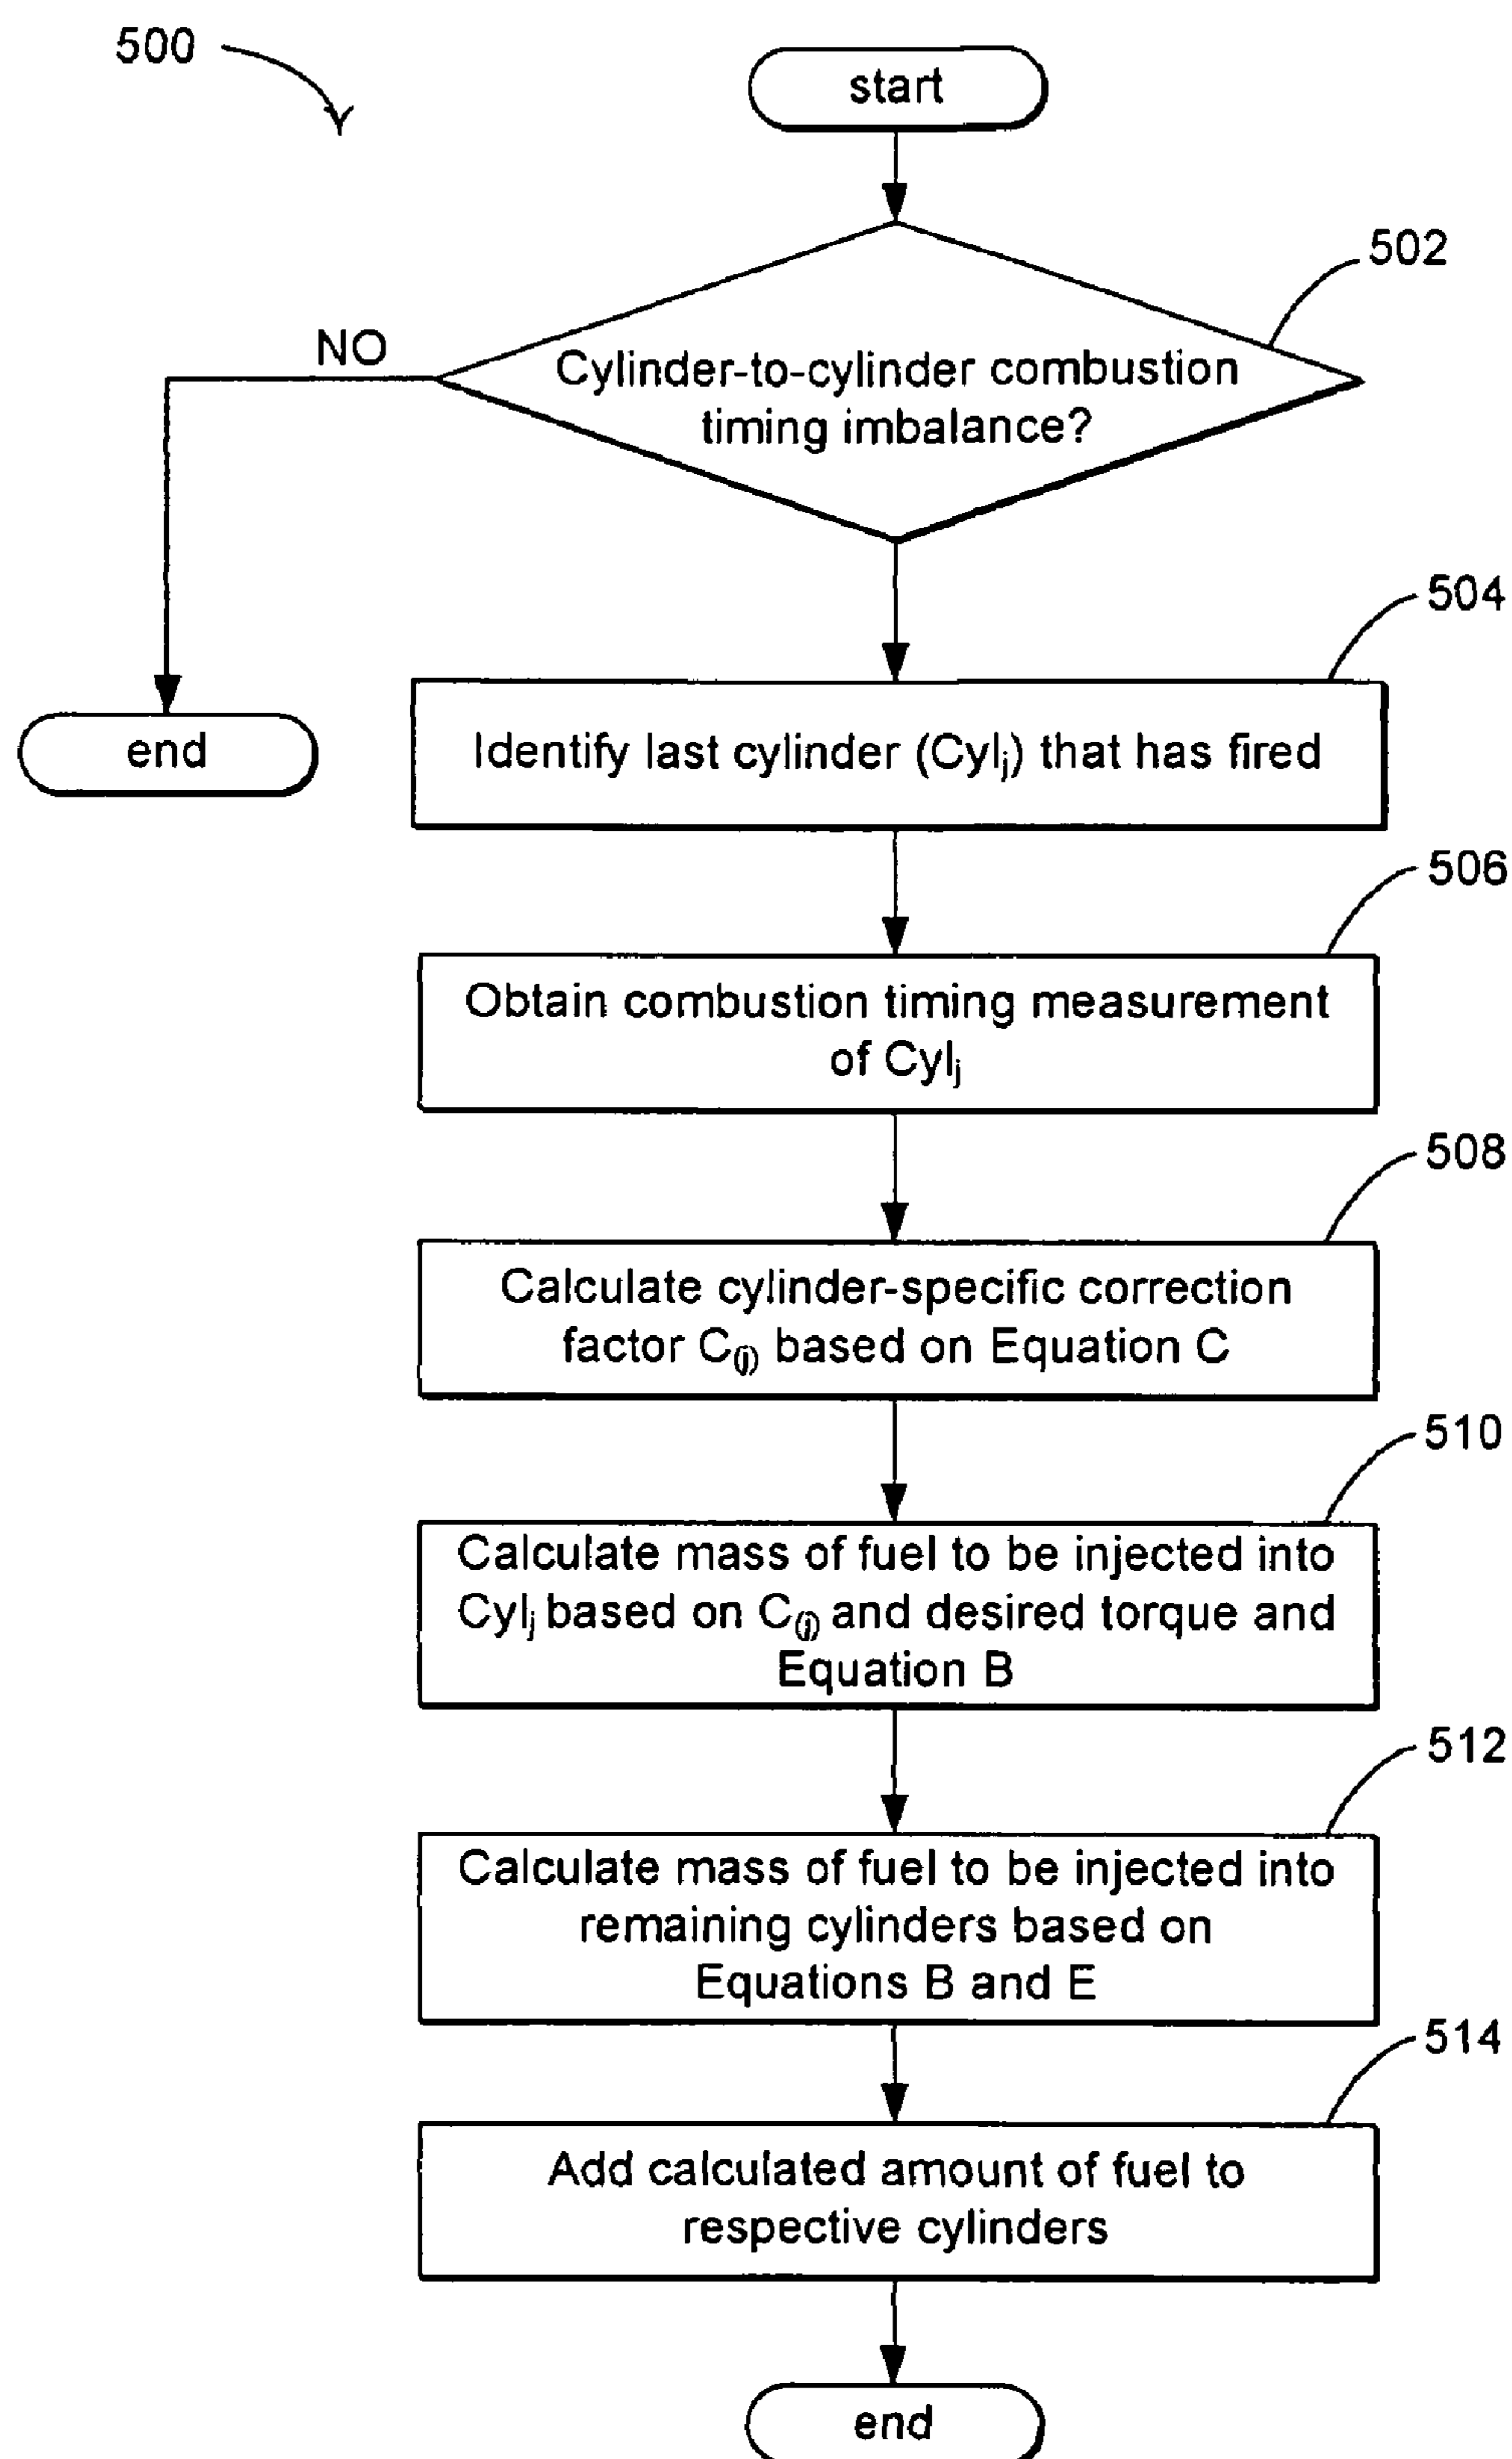 500
start
502
NO
Cylinder-to-cylinder combustion
timing imbalance?
504
end
Identify last cylinder (Cylj) that has fired
506
Obtain combustion timing measurement
of Cylj
508
Calculate cylinder-specific correction
factor C(j) based on Equation C
510
Calculate mass of fuel to be injected into
Cylj based on C(j) and desired torque and
Equation B
512
Calculate mass of fuel to be injected into
remaining cylinders based on
Equations B and E
514
Add calculated amount of fuel to
respective cylinders
end